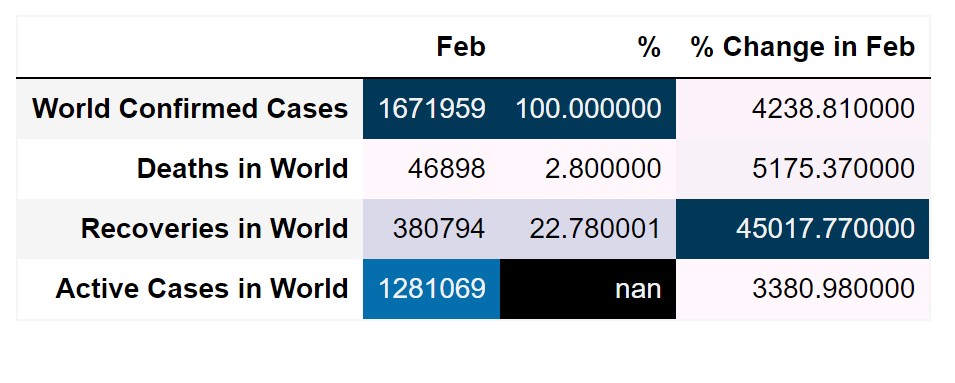 Feb % % Change in Feb
World Confirmed Cases 1671959 100.000000 4238.810000
Deaths in World 46898 2.800000 5175.370000
Recoveries in World 380794 22.780001 45017.770000
Active Cases in World 1281069 nan 3380.980000